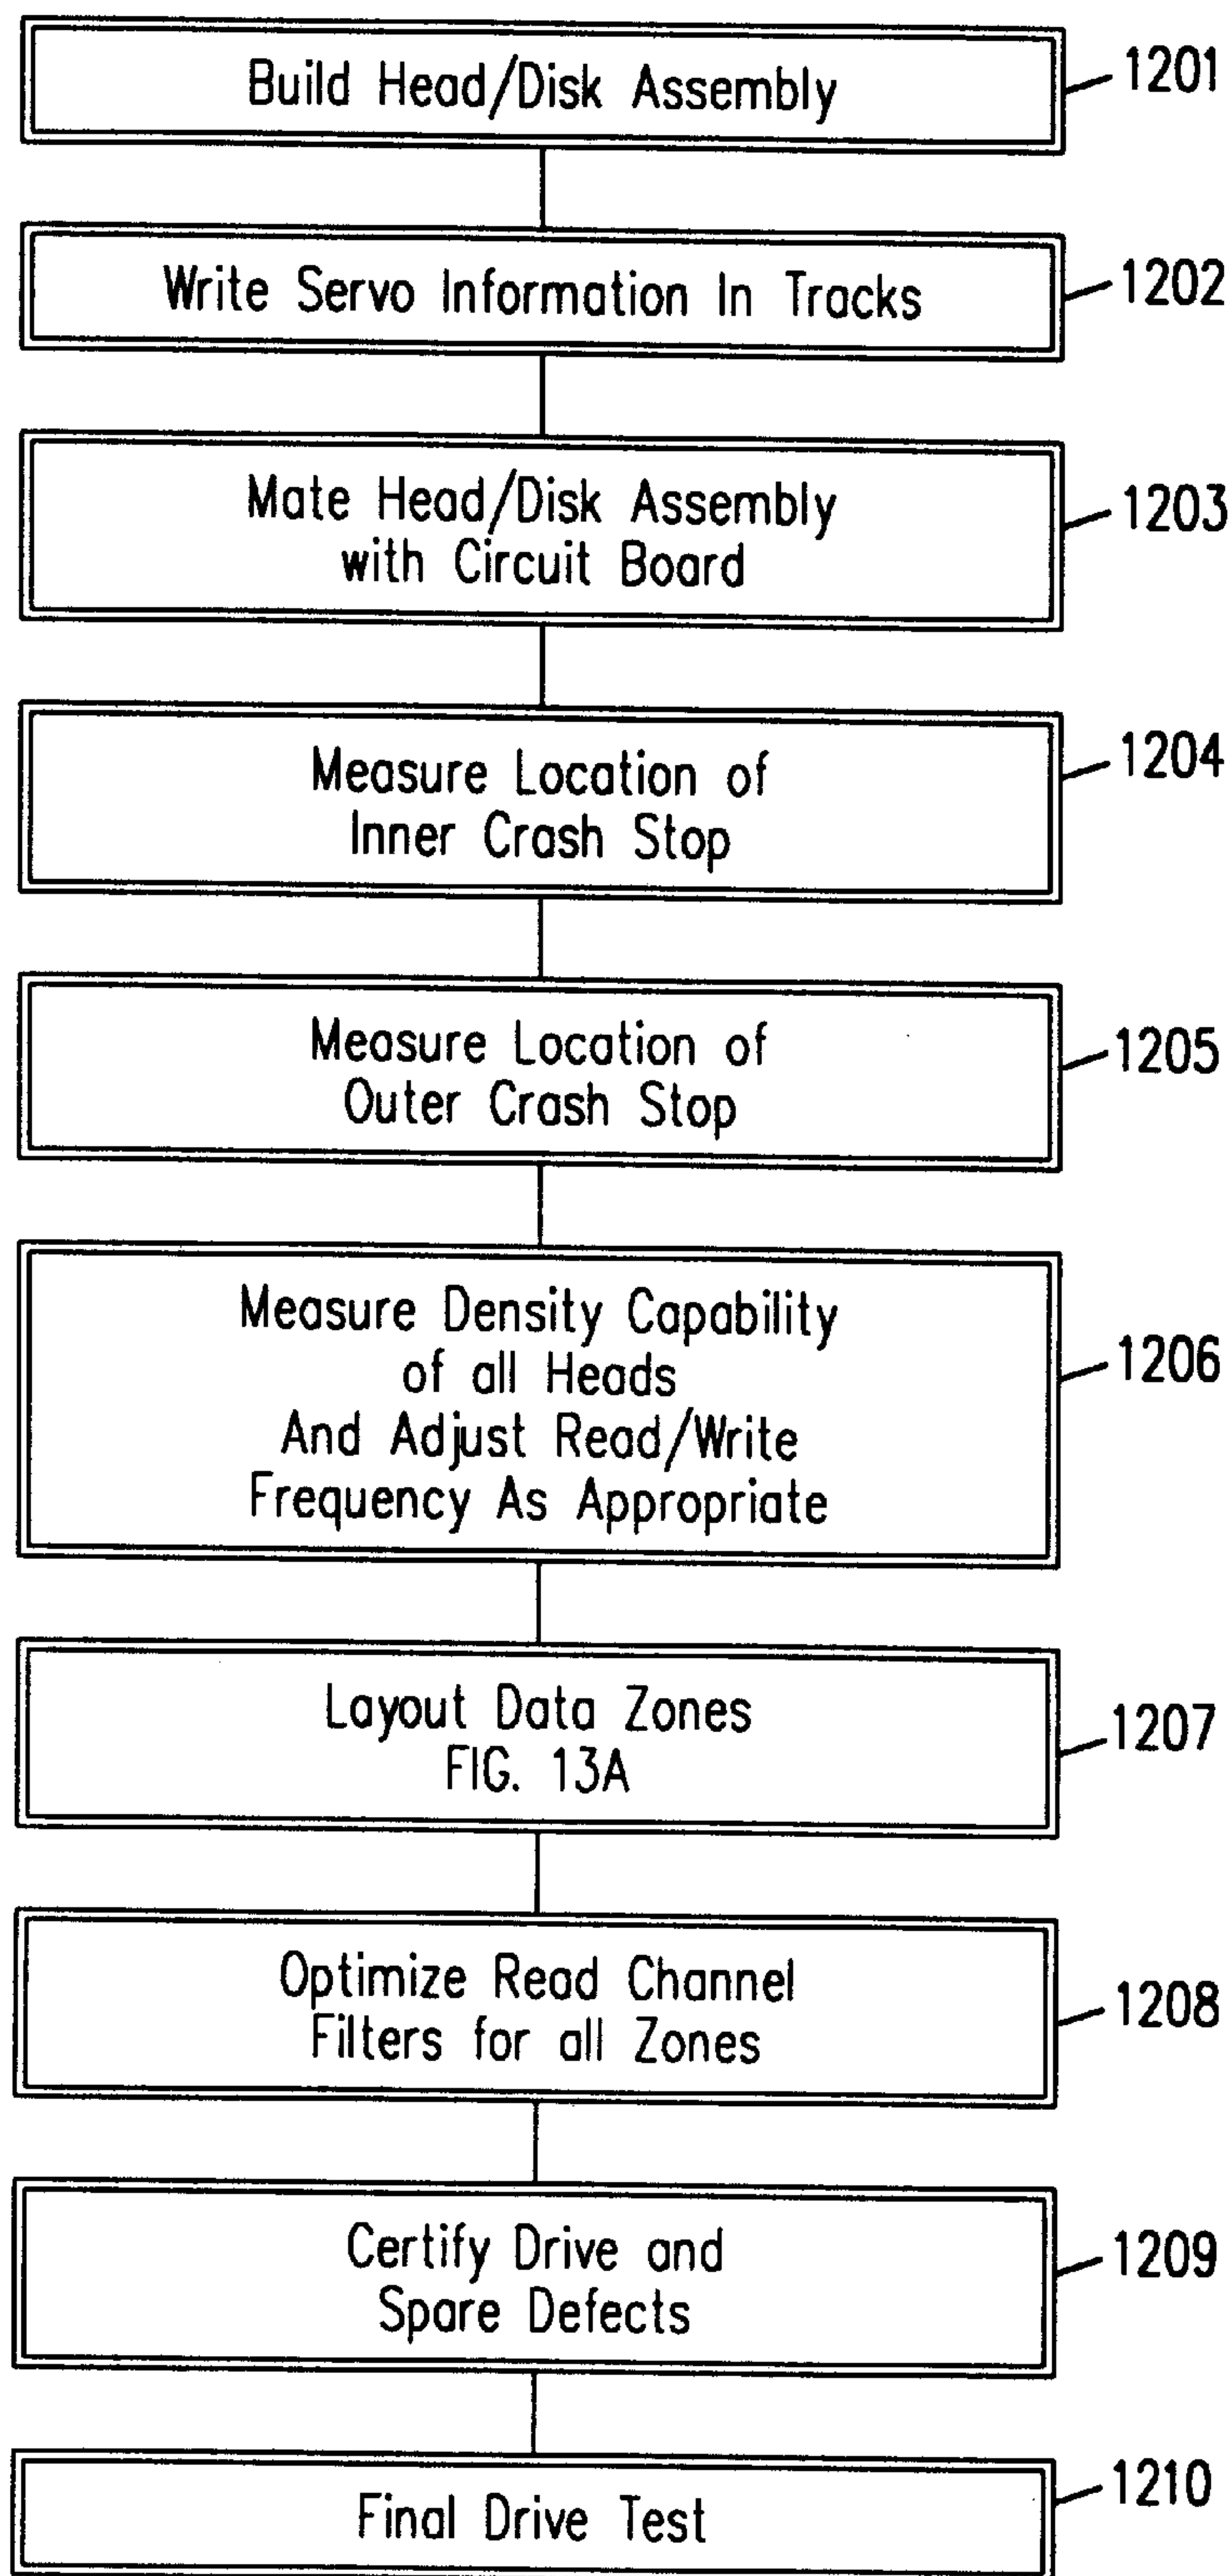 Build Head/Disk Assembly
1201
Write Servo Information In Tracks
1202
Mate Head/Disk Assembly
with Circuit Board
1203
Measure Location of
Inner Crash Stop
1204
Measure Location of
Outer Crash Stop
1205
Measure Density Capability
of all Heads
And Adjust Read/Write
Frequency As Appropriate
1206
Layout Data Zones
FIG. 13A
1207
Optimize Read Channel
Filters for all Zones
1208
Certify Drive and
Spare Defects
1209
Final Drive Test
1210